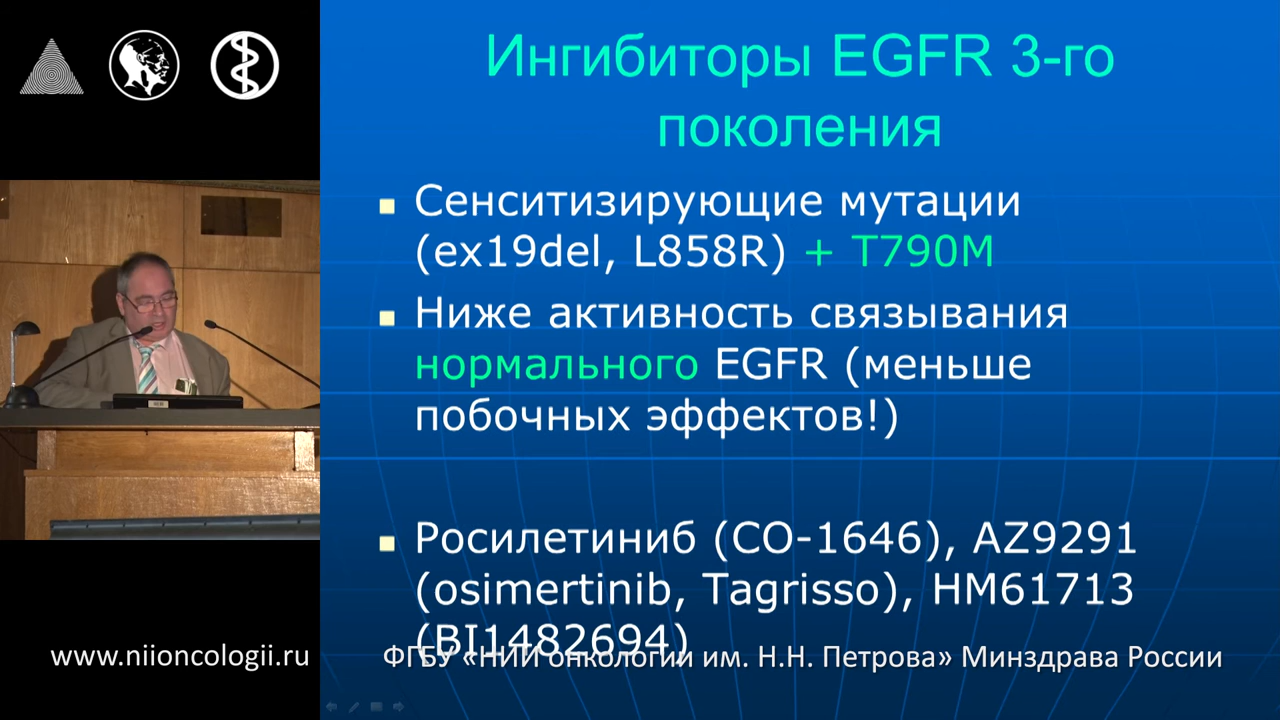 Ингибиторы EGFR 3-го
поколения
Сенситизирующие мутации
(ex19del, L858R) + T790M
Ниже активность связывания
нормального EGFR (меньше
побочных эффектов!)
Росилетиниб (CO-1646), AZ9291
(osimertinib, Tagrisso), HM61713
(BI1482694)
www.niioncologii.ru
ФГБУ «НИИ онкологии им. Н.Н. Петрова» Минздрава России